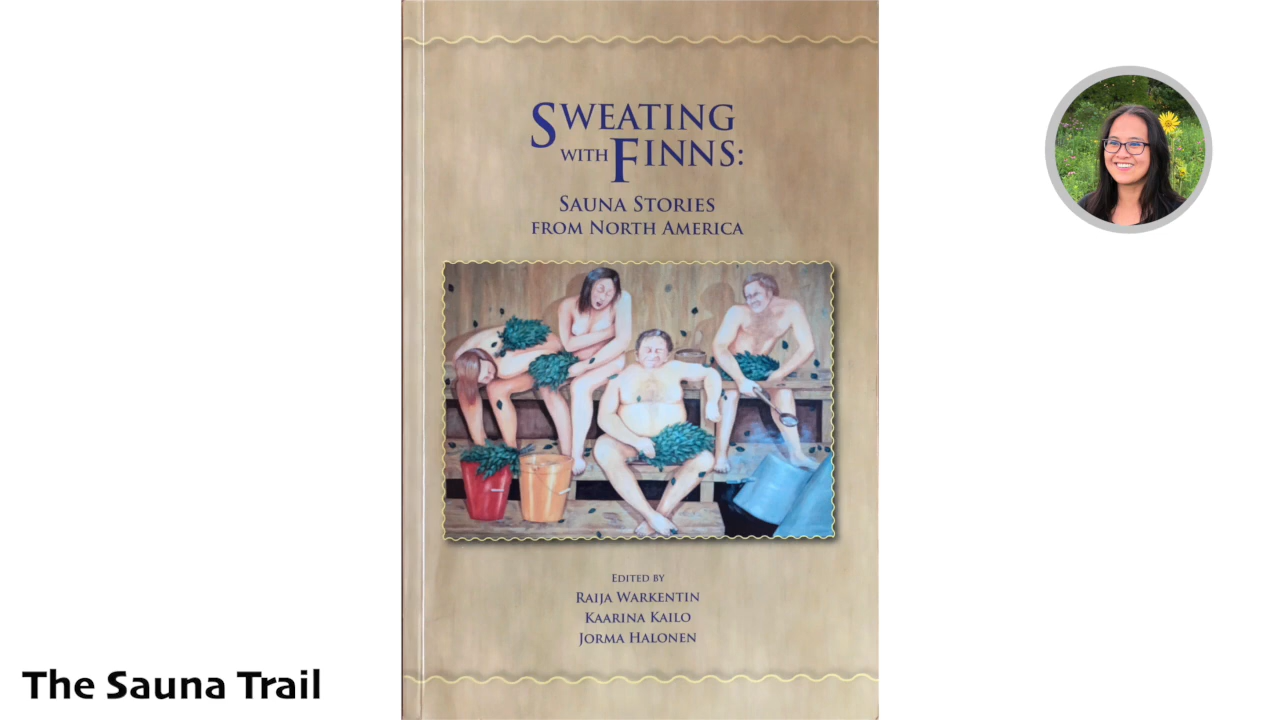 SWEATING
WITH FINNS:
SAUNA STORIES
FROM NORTH AMERICA
EDITED BY
RAIJA WARKENTIN
KAARINA KAILO
JORMA HALONEN
The Sauna Trail